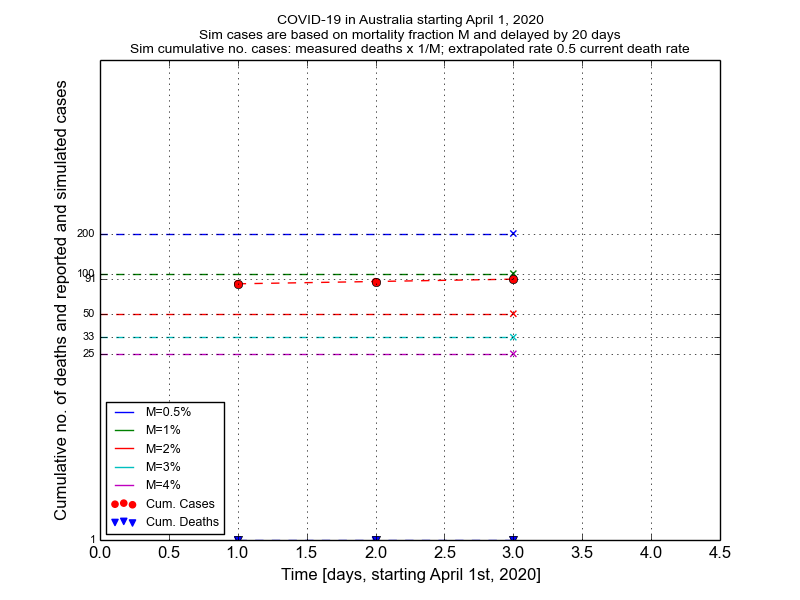 COVID-19 in Australia starting April 1, 2020
Sim cases are based on mortality fraction M and delayed by 20 days
Sim cumulative no. cases: measured deaths x 1/M; extrapolated rate 0.5 current death rate
Cumulative no. of deaths and reported and simulated cases
200
100
91
50
33
25
1
M=0.5%
M=1%
M=2%
M=3%
M=4%
Cum. Cases
Cum. Deaths
0.0 0.5 1.0 1.5 2.0 2.5 3.0 3.5 4.0 4.5
Time [days, starting April 1st, 2020]